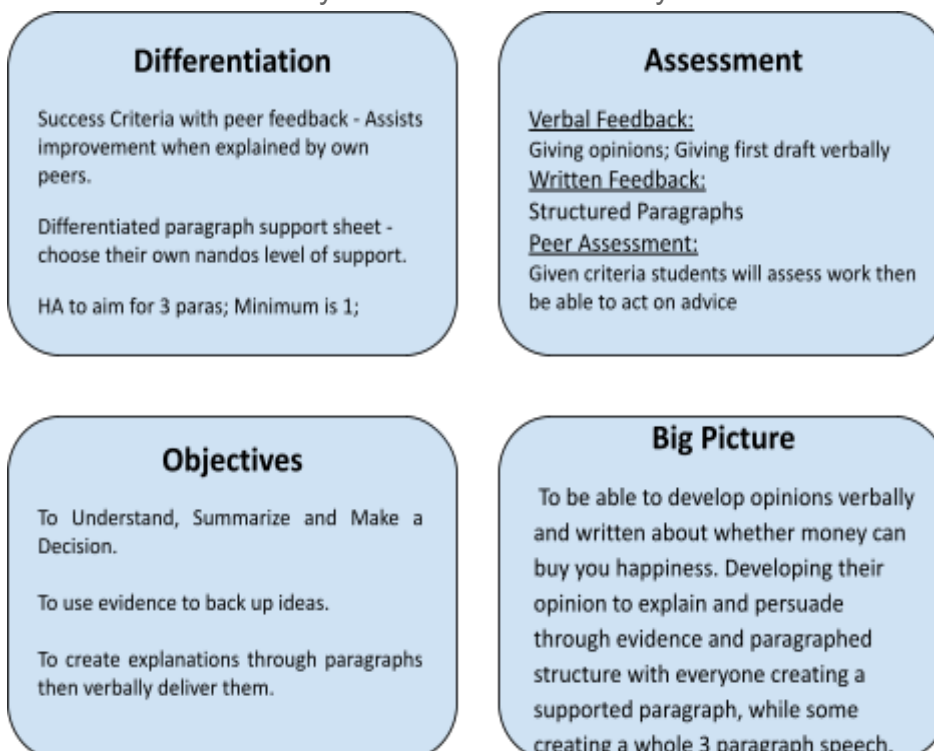 Differentiation
Success Criteria with peer feedback - Assists
improvement when explained by own
peers.
Differentiated paragraph support sheet -
choose their own nandos level of support.
HA to aim for 3 paras; Minimum is 1;
Assessment
Verbal Feedback:
Giving opinions; Giving first draft verbally
Written Feedback:
Structured Paragraphs
Peer Assessment:
Given criteria students will assess work then
be able to act on advice
Objectives
To Understand, Summarize and Make a
Decision.
To use evidence to back up ideas.
To create explanations through paragraphs
then verbally deliver them.
Big Picture
To be able to develop opinions verbally
and written about whether money can
buy you happiness. Developing their
opinion to explain and persuade
through evidence and paragraphed
structure with everyone creating a
supported paragraph, while some
creating a whole 3 paragraph speech.